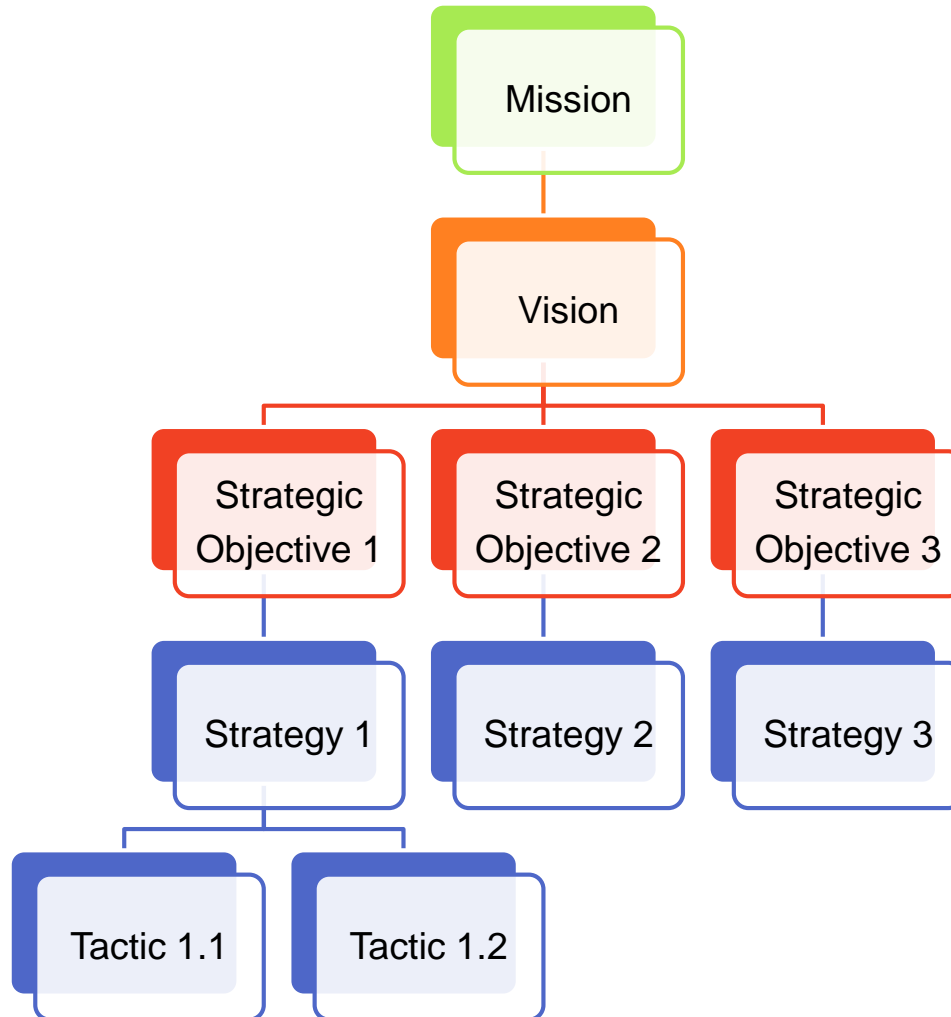 Mission
Vision
Strategic
Objective 1
Strategic
Objective 2
Strategic
Objective 3
Strategy 1
Strategy 2
Strategy 3
Tactic 1.1
Tactic 1.2